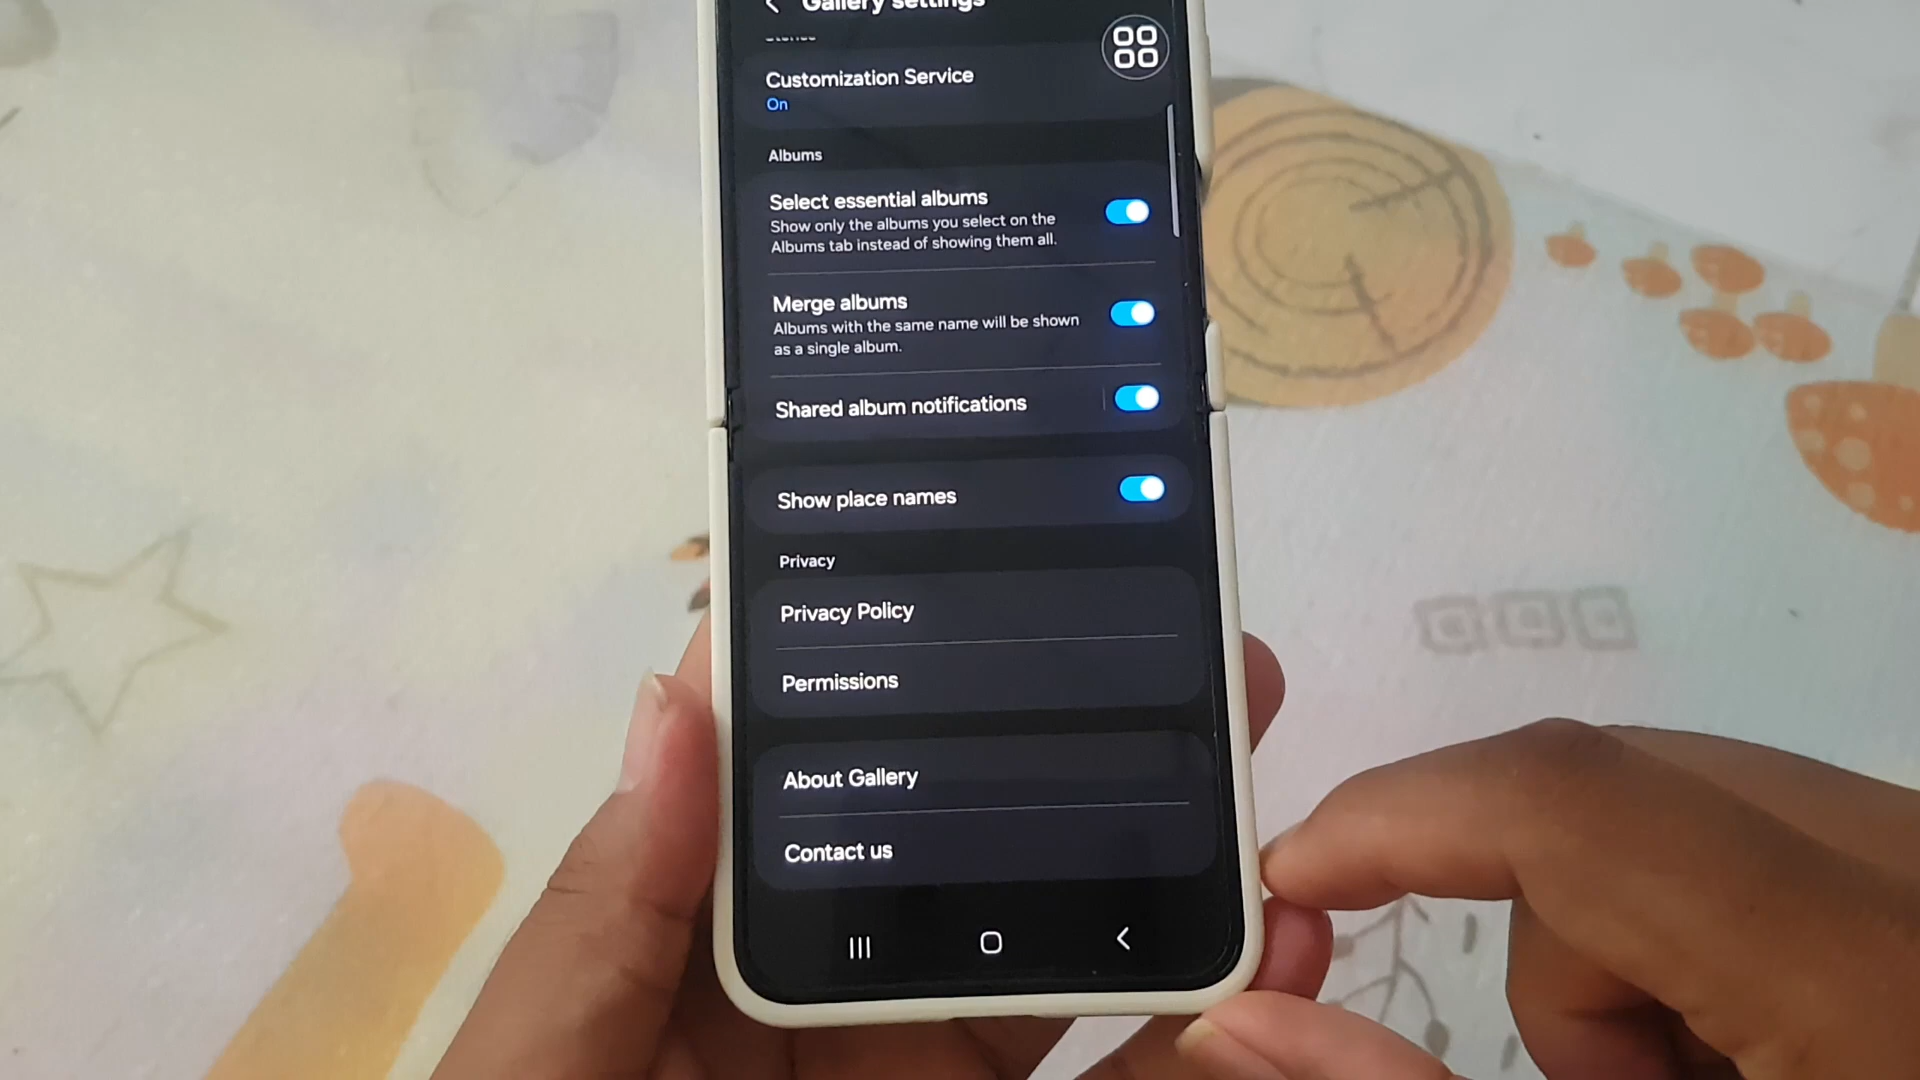 Gallery settings
Customization Service
On
Albums
Select essential albums
Show only the albums you select on the
Albums tab instead of showing them all.
Merge albums
Albums with the same name will be shown
as a single album.
Shared album notifications
Show place names
Privacy
Privacy Policy
Permissions
About Gallery
Contact us